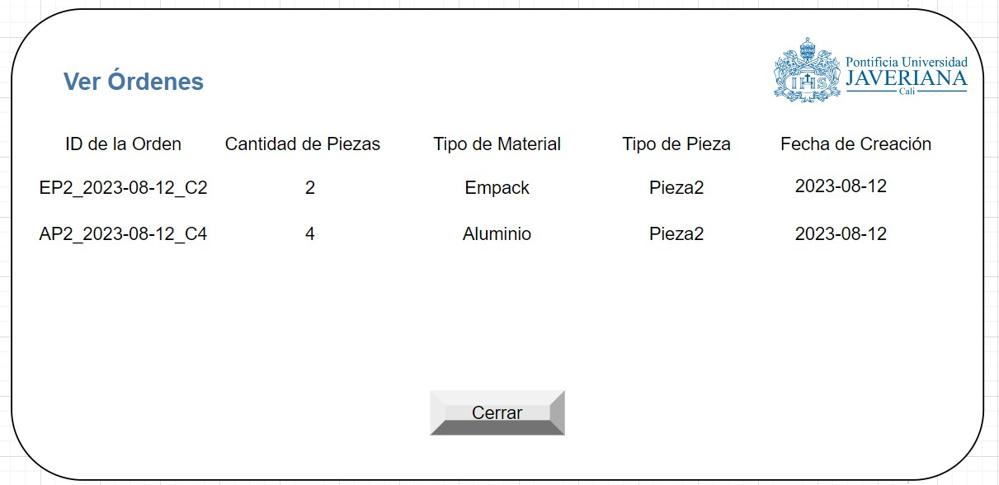 Ver Órdenes
Pontificia Universidad
JAVERIANA
Cali
IHS
ID de la Orden Cantidad de Piezas Tipo de Material Tipo de Pieza Fecha de Creación
EP2_2023-08-12_C2 2 Empack Pieza2 2023-08-12
AP2_2023-08-12_C4 4 Aluminio Pieza2 2023-08-12
Cerrar